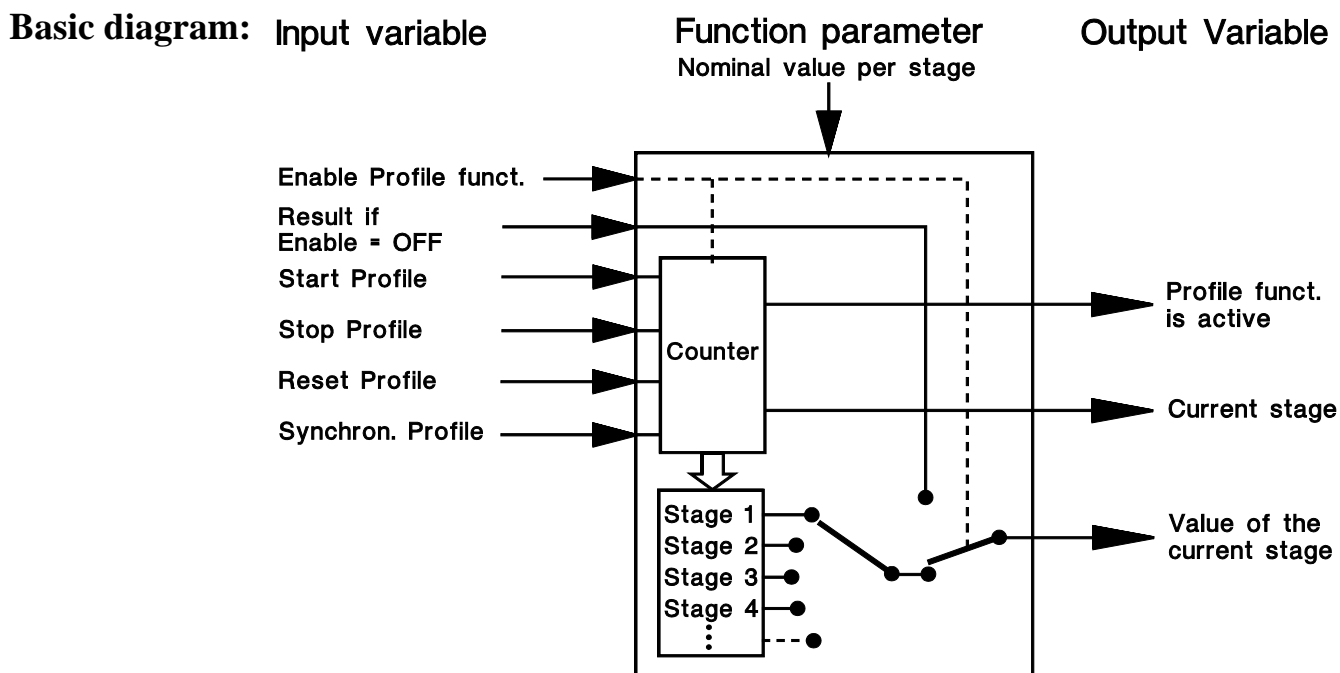 Basic diagram:
Input variable
Function parameter
Output Variable
Nominal value per stage
Enable Profile funct.
Result if
Enable = OFF
Start Profile
Stop Profile
Reset Profile
Synchron. Profile
Counter
Profile funct.
is active
Current stage
Stage 1
Stage 2
Stage 3
Stage 4
Value of the
current stage